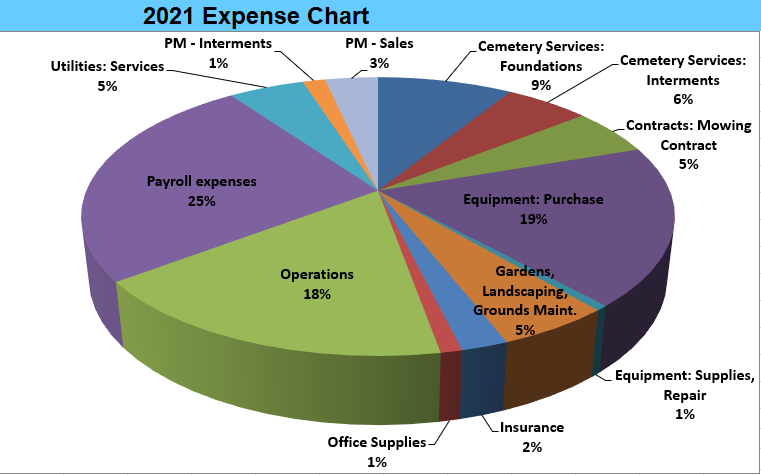 2021 Expense Chart
PM - Interments
1%
PM - Sales
3%
Cemetery Services:
Foundations
9%
Cemetery Services:
Interments
6%
Utilities: Services
5%
Contracts: Mowing
Contract
5%
Payroll expenses
25%
Equipment: Purchase
19%
Operations
18%
Gardens,
Landscaping,
Grounds Maint.
5%
Equipment: Supplies,
Repair
1%
Insurance
2%
Office Supplies
1%